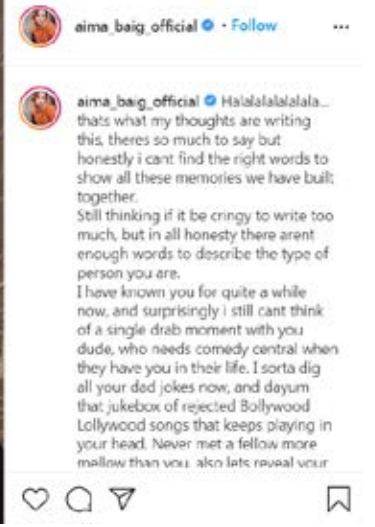 aima_baig_official • Follow
aima_baig_official Halalalalalalala...
thats what my thoughts are writing
this, theres so much to say but
honestly i cant find the right words to
show all these memories we have built
together.
Still thinking if it be cringy to write too
much, but in all honesty there arent
enough words to describe the type of
person you are.
I have known you for quite a while
now, and surprisingly i still cant think
of a single drab moment with you
dude, who needs comedy central when
they have you in their life. I sorta dig
all your dad jokes now, and dayum
that jukebox of rejected Bollywood
Lollywood songs that keeps playing in
your head. Never met a fellow more
mellow than you, also lets reveal your